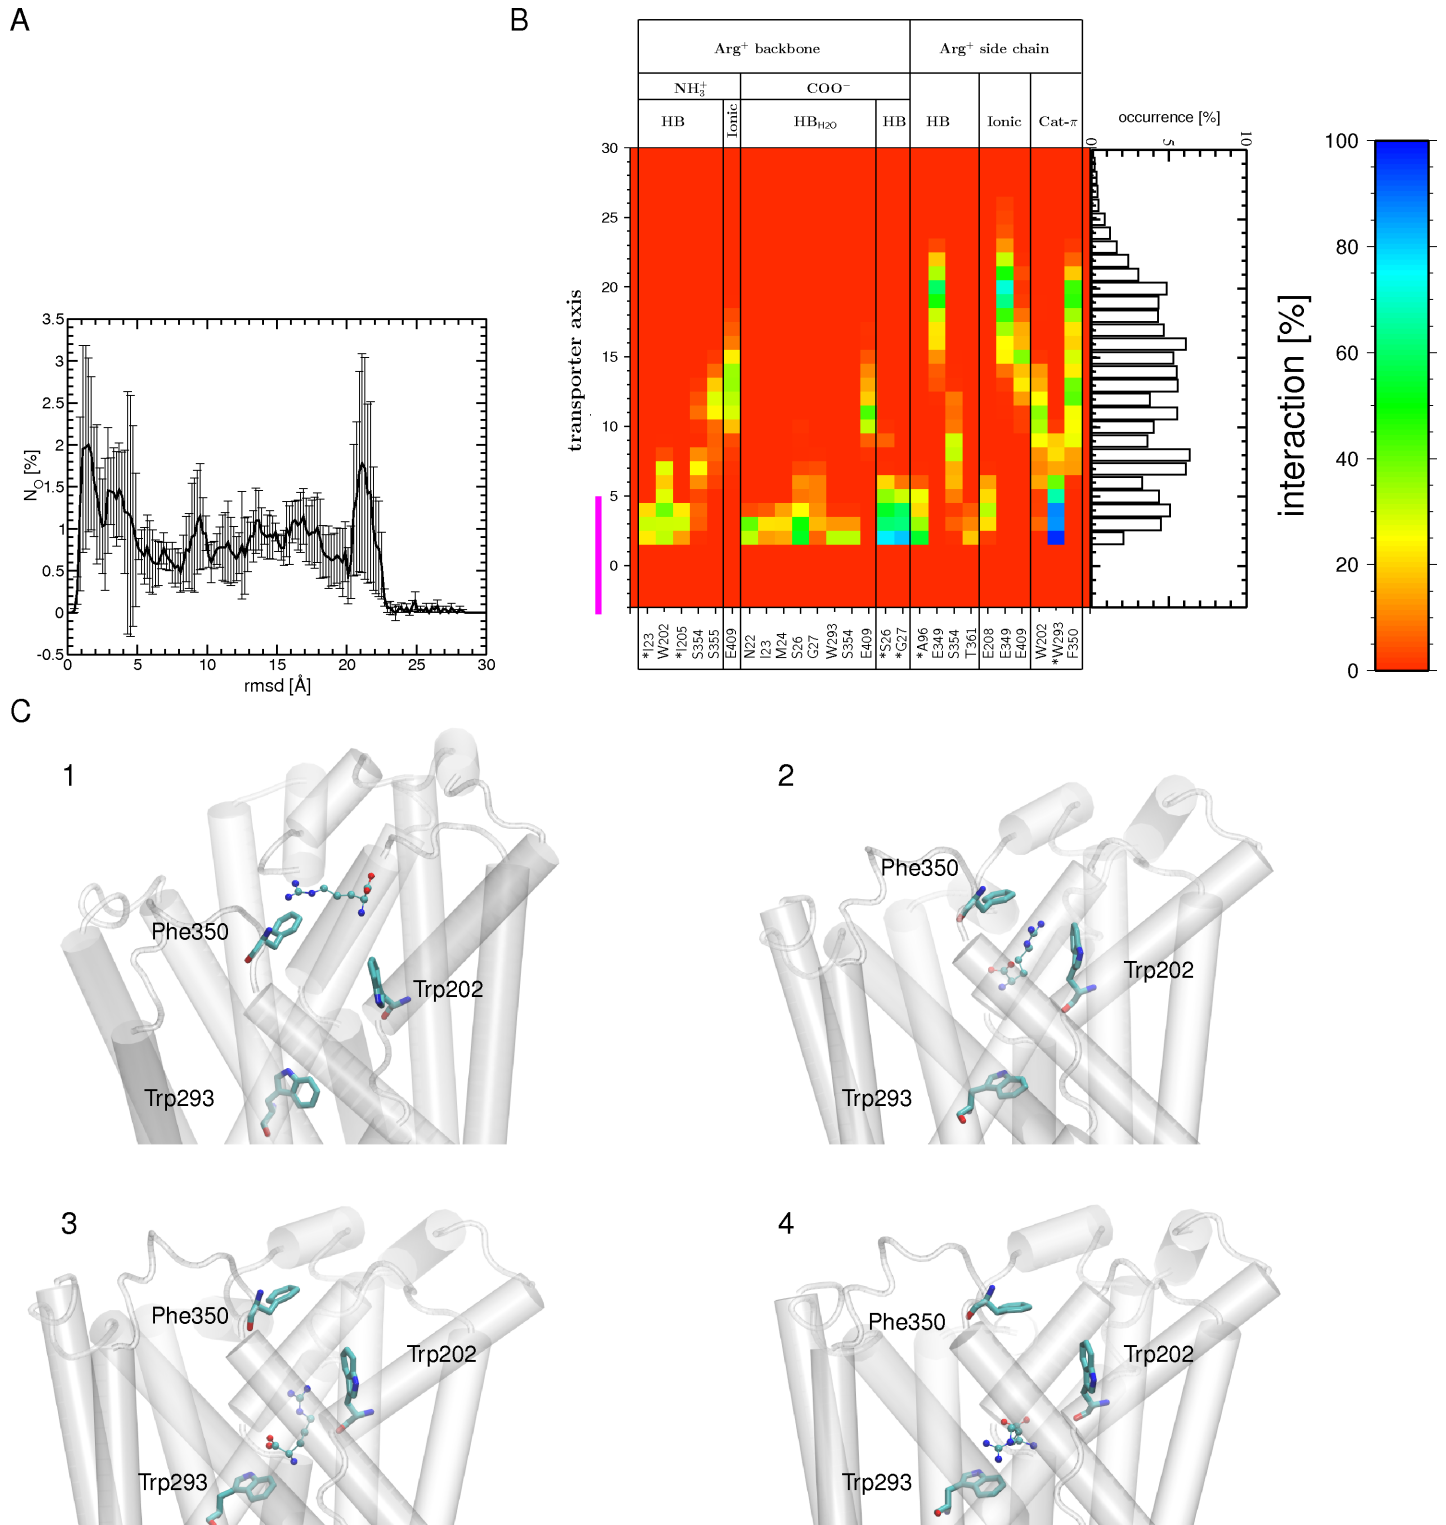 A
B
Arg+ backbone
Arg+ side chain
NH3+
COO−
HB
Ionic
HBH2O
HB
HB
Ionic
Cat-π
occurrence [%]
0
5
10
30
25
20
15
10
5
0
transporter axis
*I23
W202
*I205
S354
S355
E409
N22
I23
M24
S26
G27
W293
S354
E409
*S26
*G27
*A96
E349
S354
T361
E208
E349
E409
W202
*W293
F350
100
80
60
40
20
0
interaction [%]
3.5
3
2.5
2
1.5
1
0.5
0
-0.5
NO [%]
0
5
10
15
20
25
30
rmsd [Å]
C
1
Phe350
Trp202
Trp293
2
Phe350
Trp202
Trp293
3
Phe350
Trp202
Trp293
4
Phe350
Trp202
Trp293